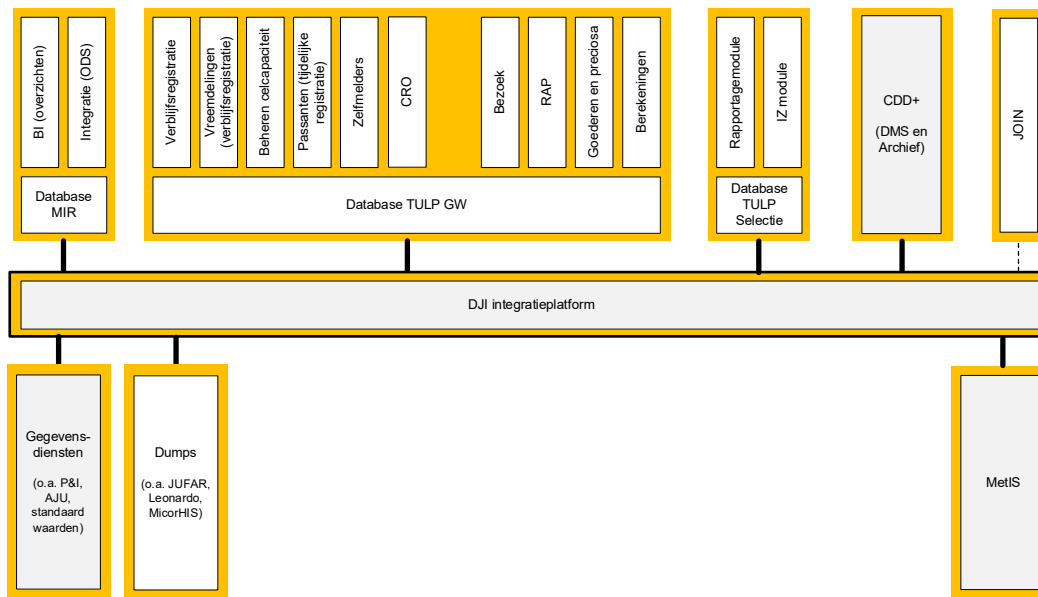 BI (overzichten)
Integratie (ODS)
Database
MIR
Verblijfsregistratie
Vreemdelingen
(verblijfsregistratie)
Beheren celcapaciteit
Passanten (tijdelijke
registratie)
Zelfmelders
CRO
Bezoek
RAP
Goederen en preciosa
Berekeningen
Database TULP GW
Rapportagemodule
IZ module
Database
TULP
Selectie
CDD+
(DMS en
Archief)
JOIN
DJI integratieplatform
Gegevens-
diensten
(o.a. P&I,
AJU,
standaard
waarden)
Dumps
(o.a. JUFAR,
Leonardo,
MicorHIS)
MetIS